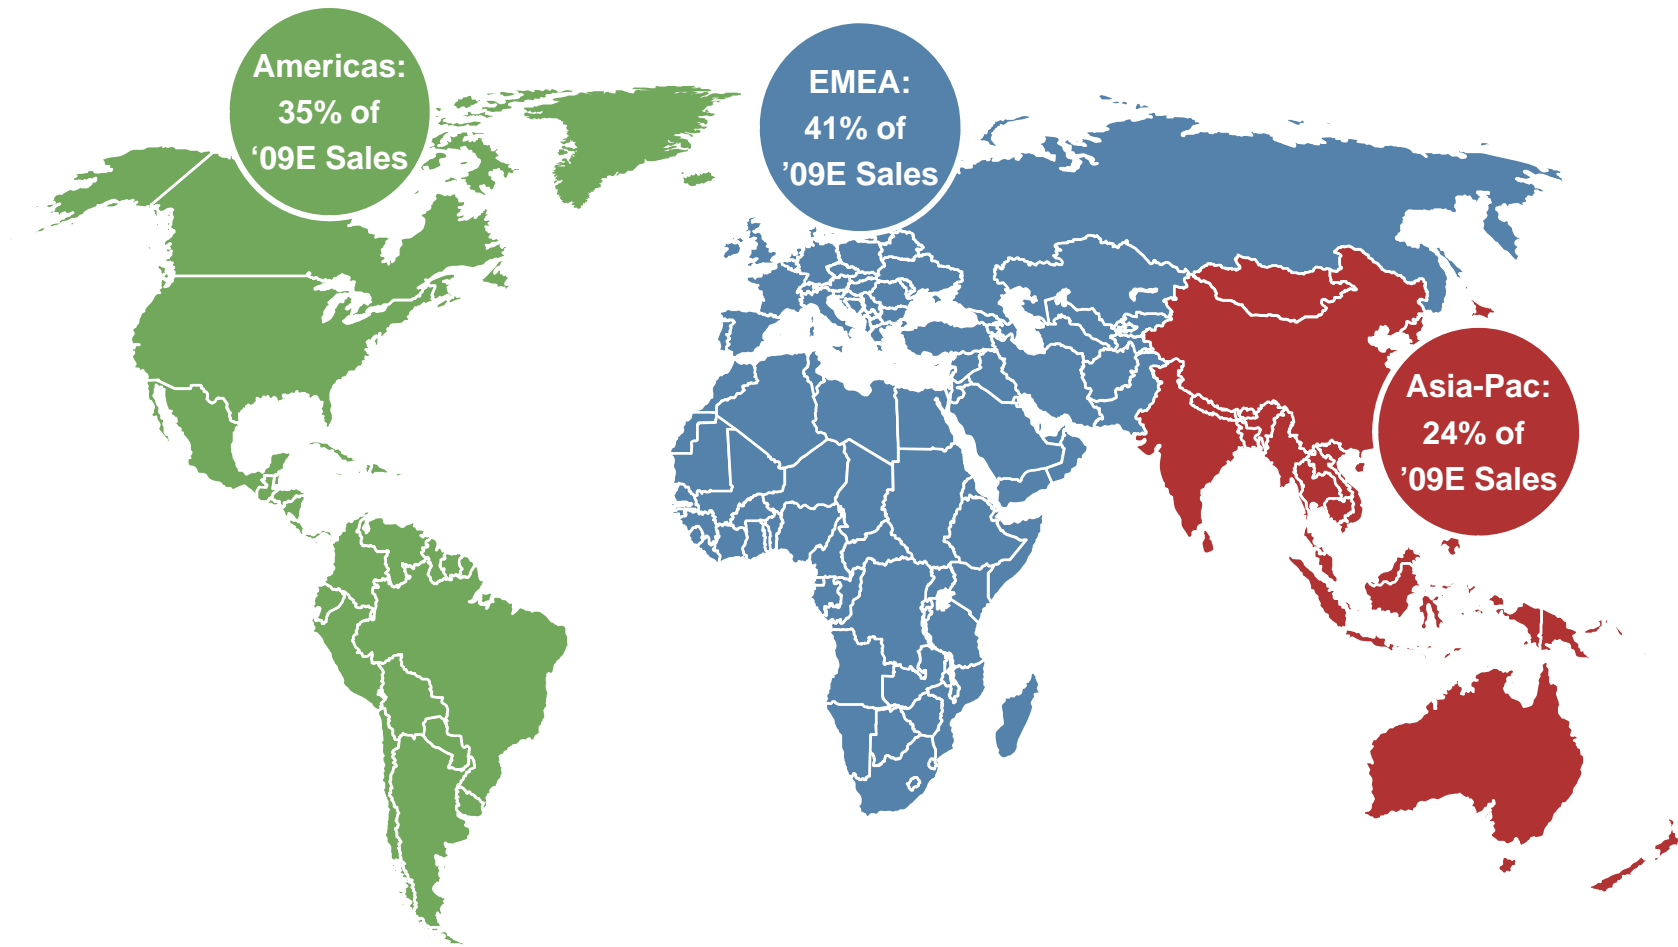 Americas:
35% of
‘09E Sales
EMEA:
41% of
’09E Sales
Asia-Pac:
24% of
’09E Sales